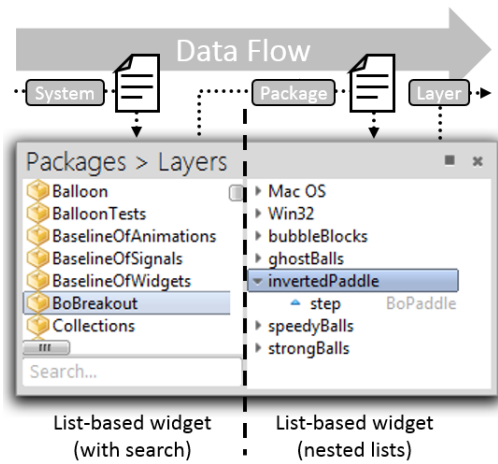 Data Flow
System
Package
Layer
Packages > Layers
Balloon
BalloonTests
BaselineOfAnimations
BaselineOfSignals
BaselineOfWidgets
BoBreakout
Collections
Search...
Mac OS
Win32
bubbleBlocks
ghostBalls
invertedPaddle
step BoPaddle
speedyBalls
strongBalls
List-based widget
(with search)
List-based widget
(nested lists)